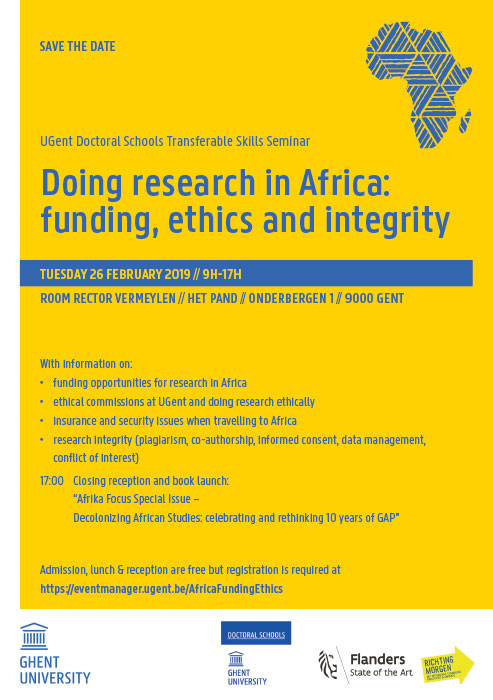 SAVE THE DATE
UGent Doctoral Schools Transferable Skills Seminar
Doing research in Africa:
funding, ethics and integrity
TUESDAY 26 FEBRUARY 2019 // 9H-17H
ROOM RECTOR VERMEYLEN // HET PAND // ONDERBERGEN 1 // 9000 GENT
With information on:
• funding opportunities for research in Africa
• ethical commissions at UGent and doing research ethically
• insurance and security issues when travelling to Africa
• research integrity (plagiarism, co-authorship, informed consent, data management,
conflict of interest)
17:00 Closing reception and book launch:
“Afrika Focus Special Issue –
Decolonizing African Studies: celebrating and rethinking 10 years of GAP”
Admission, lunch & reception are free but registration is required at
https://eventmanager.ugent.be/AfricaFundingEthics
DOCTORAL SCHOOLS
GHENT
UNIVERSITY
GHENT
UNIVERSITY
Flanders
State of the Art
RICHTING
MORGEN